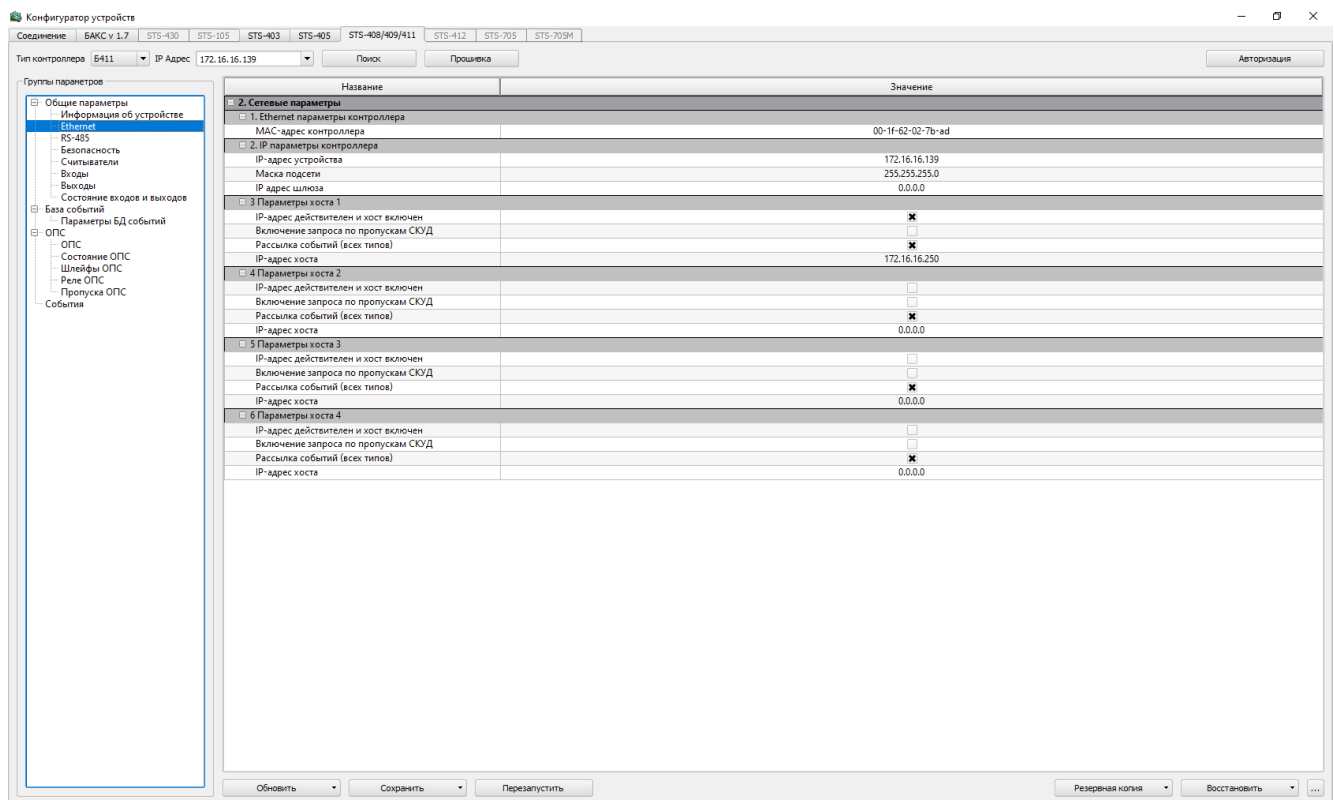 Конфигуратор устройств
Соединение БАКС v 1.7 STS-430 STS-105 STS-403 STS-405 STS-408/409/411 STS-412 STS-705 STS-705M
Тип контроллера Б411 IP Адрес 172.16.16.139 Поиск Прошивка Авторизация
Группы параметров
Общие параметры
Информация об устройстве
Ethernet
RS-485
Безопасность
Считыватели
Входы
Выходы
Состояние входов и выходов
База событий
Параметры БД событий
ОПС
ОПС
Состояние ОПС
Шлейфы ОПС
Реле ОПС
Пропуска ОПС
События
Название Значение
2. Сетевые параметры
1. Ethernet параметры контроллера
MAC-адрес контроллера 00-1f-62-02-7b-ad
2. IP параметры контроллера
IP-адрес устройства 172.16.16.139
Маска подсети 255.255.255.0
IP адрес шлюза 0.0.0.0
3 Параметры хоста 1
IP-адрес действителен и хост включен
Включение запроса по пропускам СКУД
Рассылка событий (всех типов)
IP-адрес хоста 172.16.16.250
4 Параметры хоста 2
IP-адрес действителен и хост включен
Включение запроса по пропускам СКУД
Рассылка событий (всех типов)
IP-адрес хоста 0.0.0.0
5 Параметры хоста 3
IP-адрес действителен и хост включен
Включение запроса по пропускам СКУД
Рассылка событий (всех типов)
IP-адрес хоста 0.0.0.0
6 Параметры хоста 4
IP-адрес действителен и хост включен
Включение запроса по пропускам СКУД
Рассылка событий (всех типов)
IP-адрес хоста 0.0.0.0
Обновить Сохранить Перезапустить Резервная копия Восстановить ...